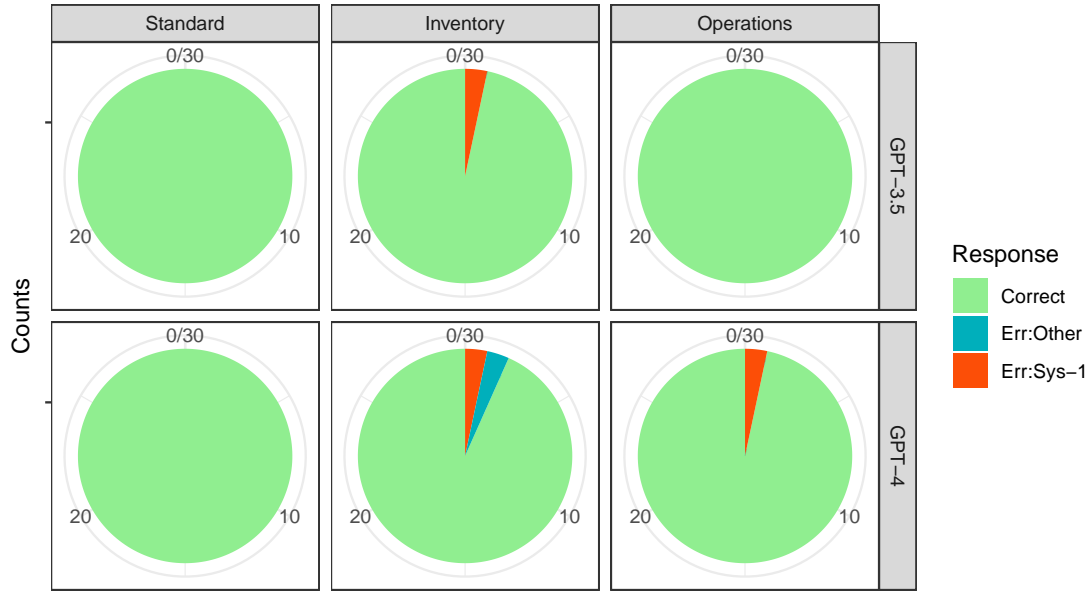 Standard
Inventory
Operations
0/30
0/30
0/30
20
10
20
10
20
10
GPT−3.5
0/30
0/30
0/30
20
10
20
10
20
10
GPT−4
Counts
Response
Correct
Err:Other
Err:Sys−1